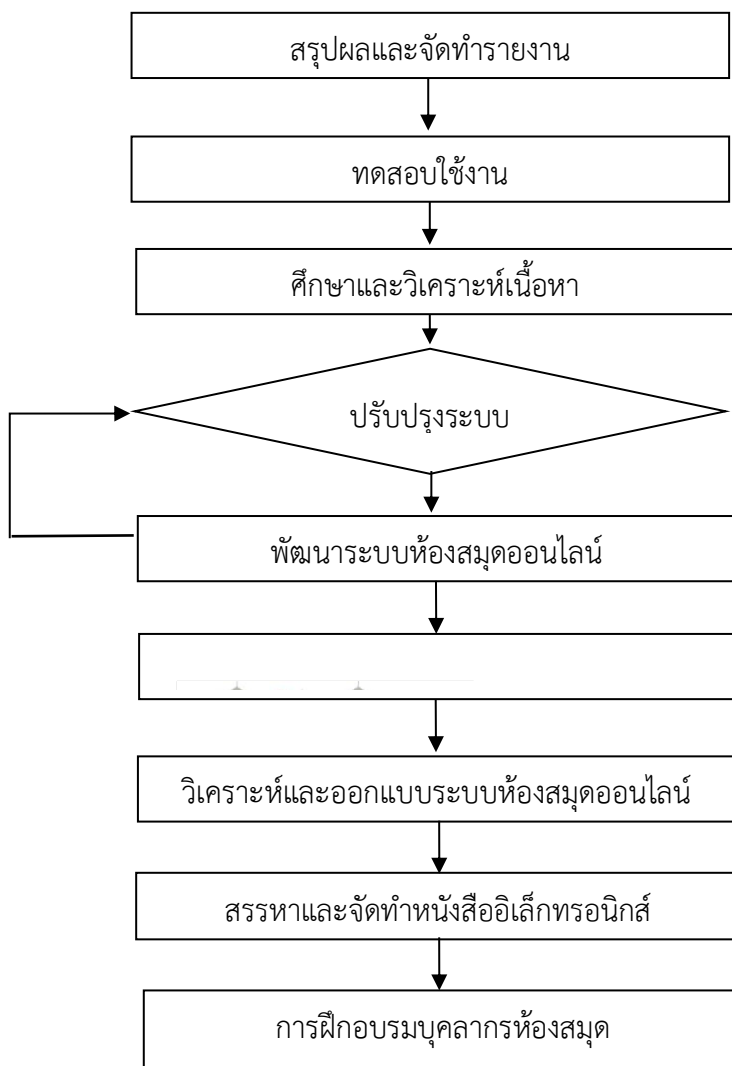 สรุปผลและจัดทำรายงาน
ทดสอบใช้งาน
ศึกษาและวิเคราะห์เนื้อหา
ปรับปรุงระบบ
พัฒนาระบบห้องสมุดออนไลน์
วิเคราะห์และออกแบบระบบห้องสมุดออนไลน์
สรรหาและจัดทำหนังสืออิเล็กทรอนิกส์
การฝึกอบรมบุคลากรห้องสมุด